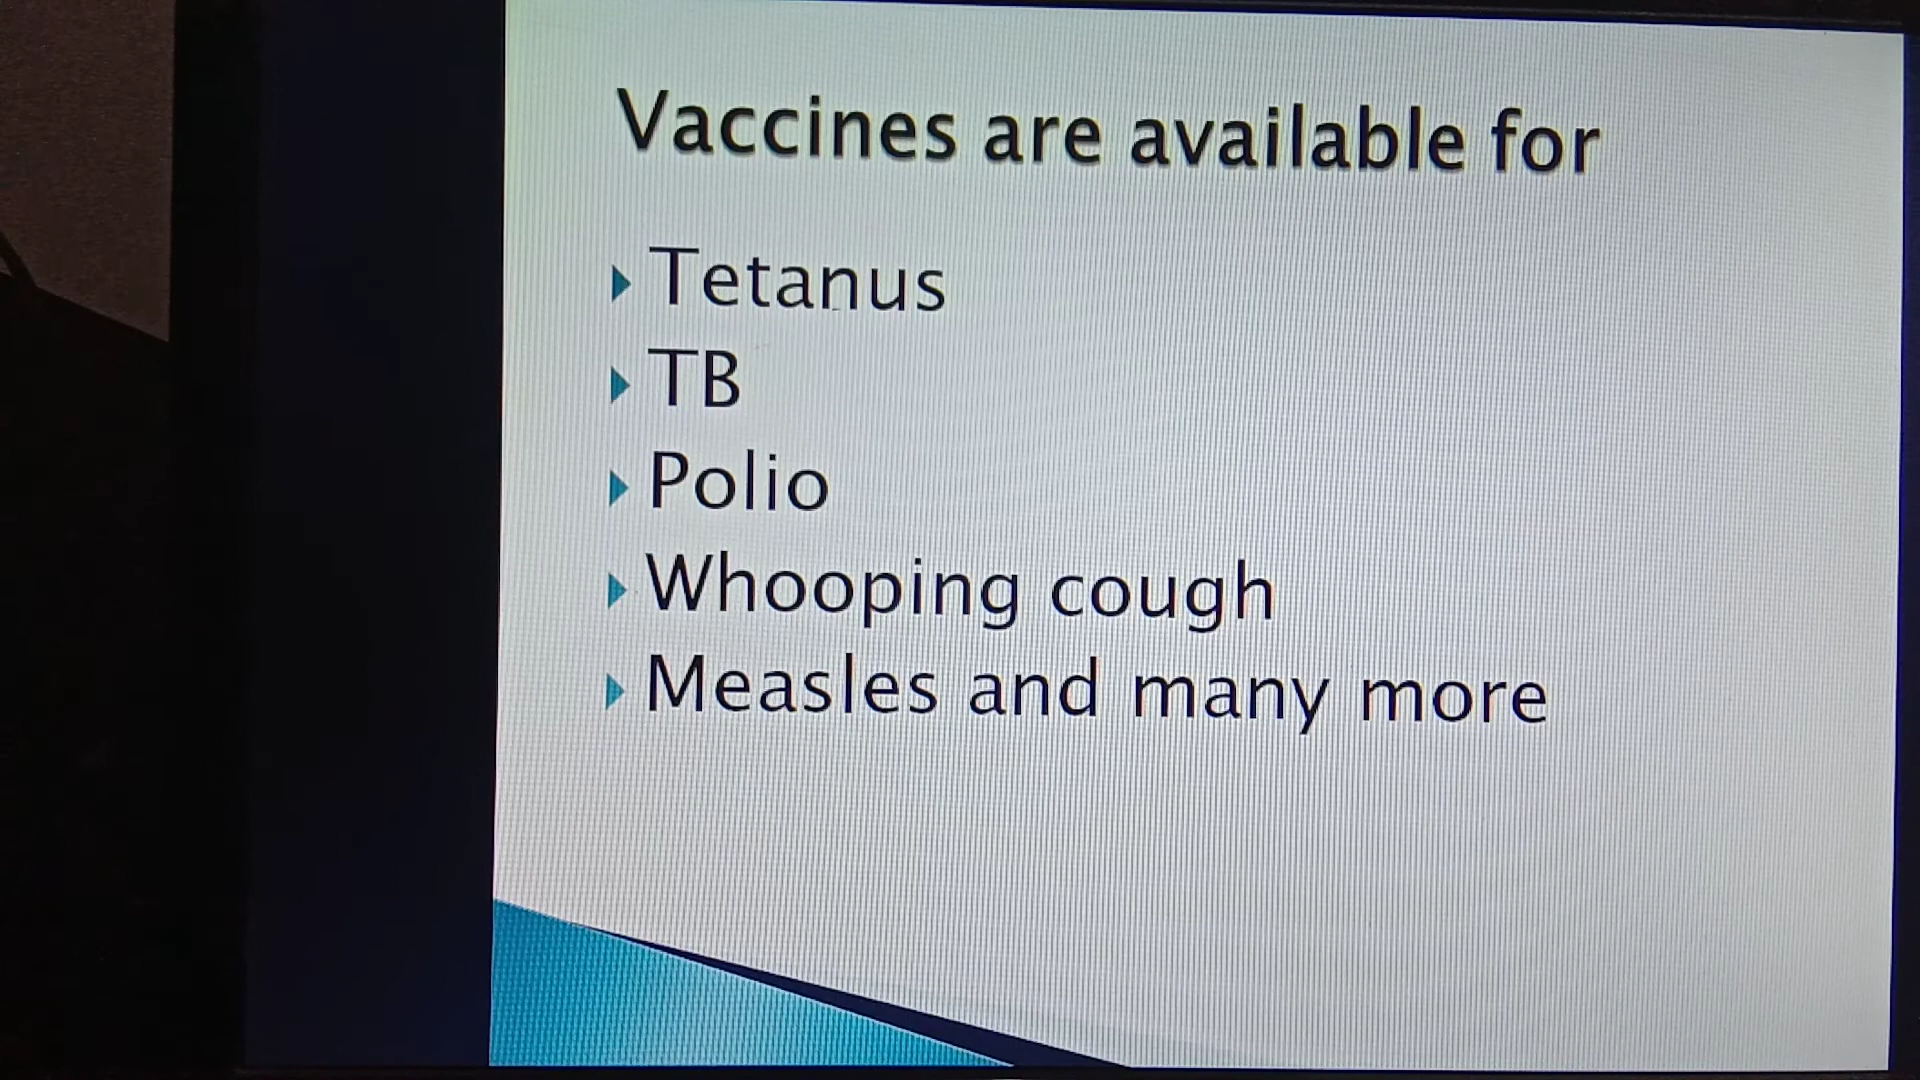 Vaccines are available for
Tetanus
TB
Polio
Whooping cough
Measles and many more